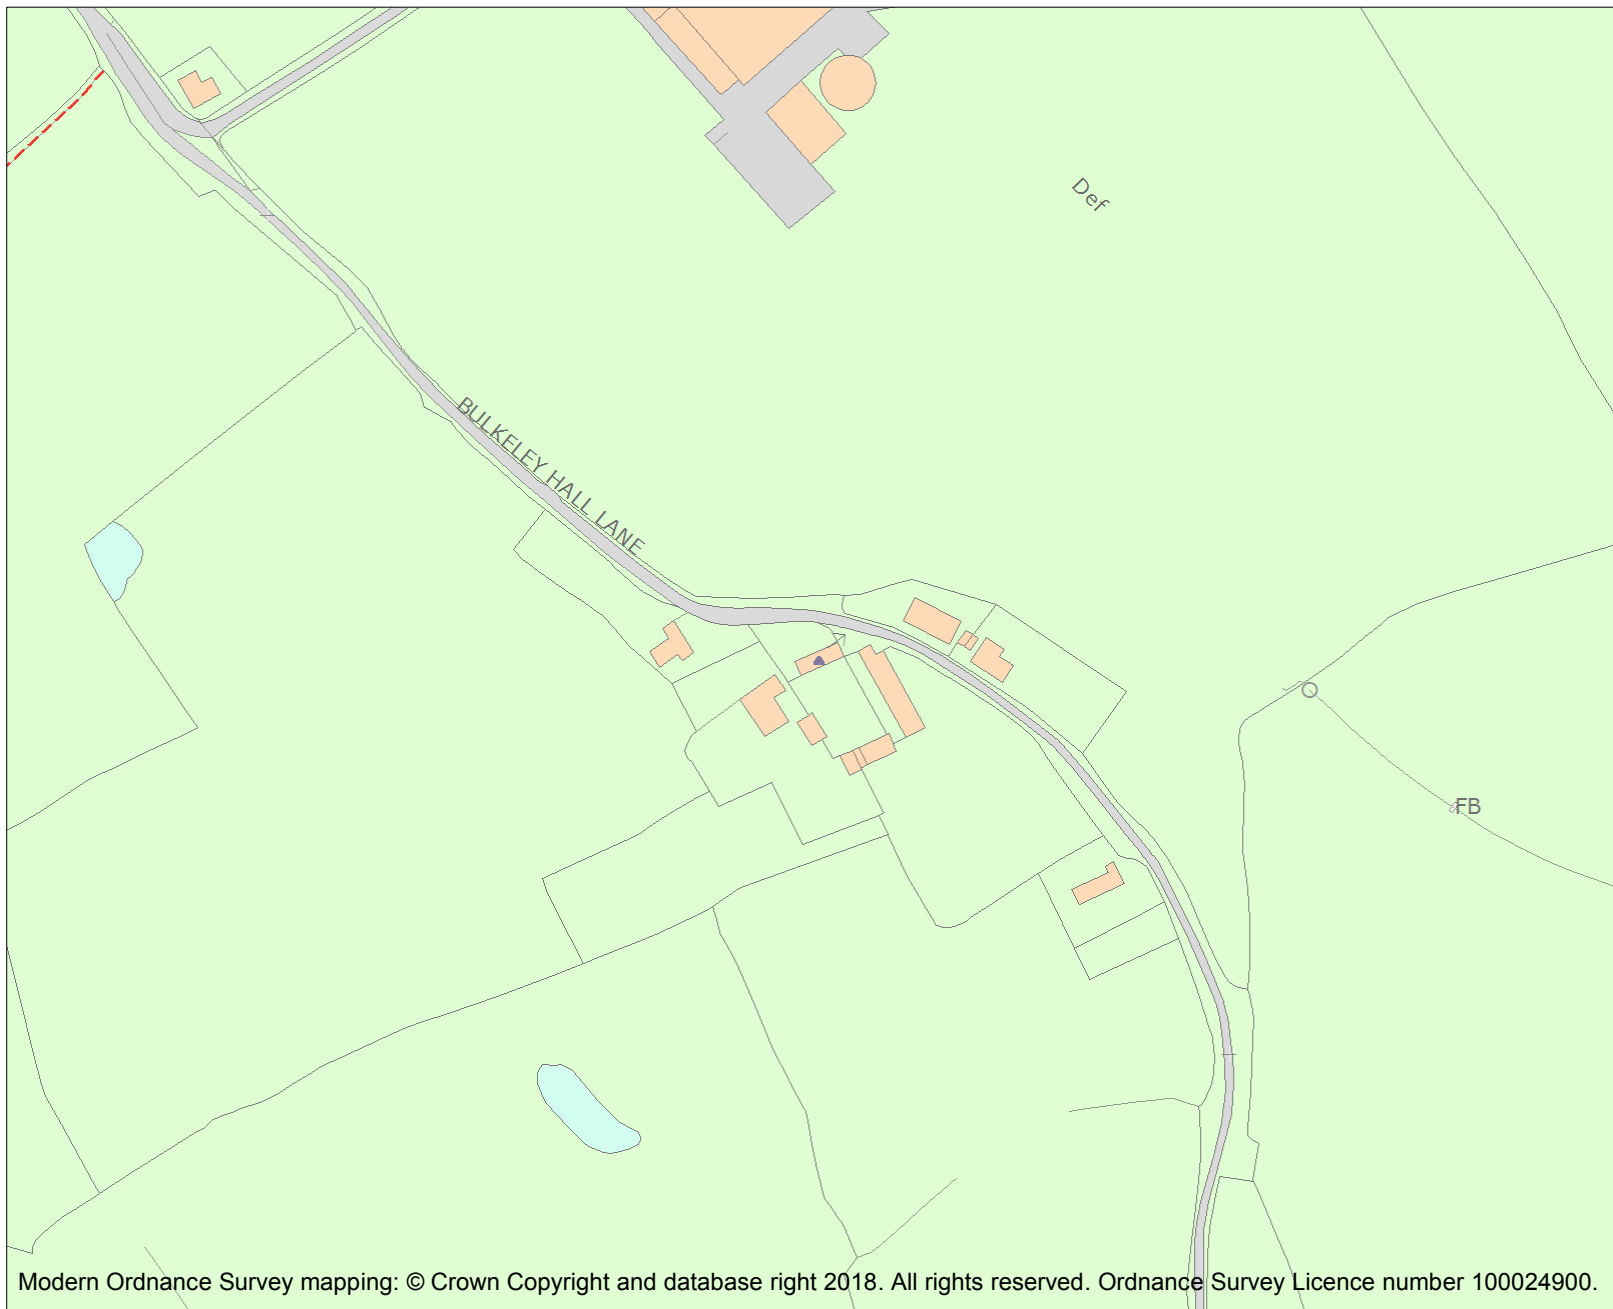 Def
BULKELEY HALL LANE
FB
Modern Ordnance Survey mapping: © Crown Copyright and database right 2018. All rights reserved. Ordnance Survey Licence number 100024900.